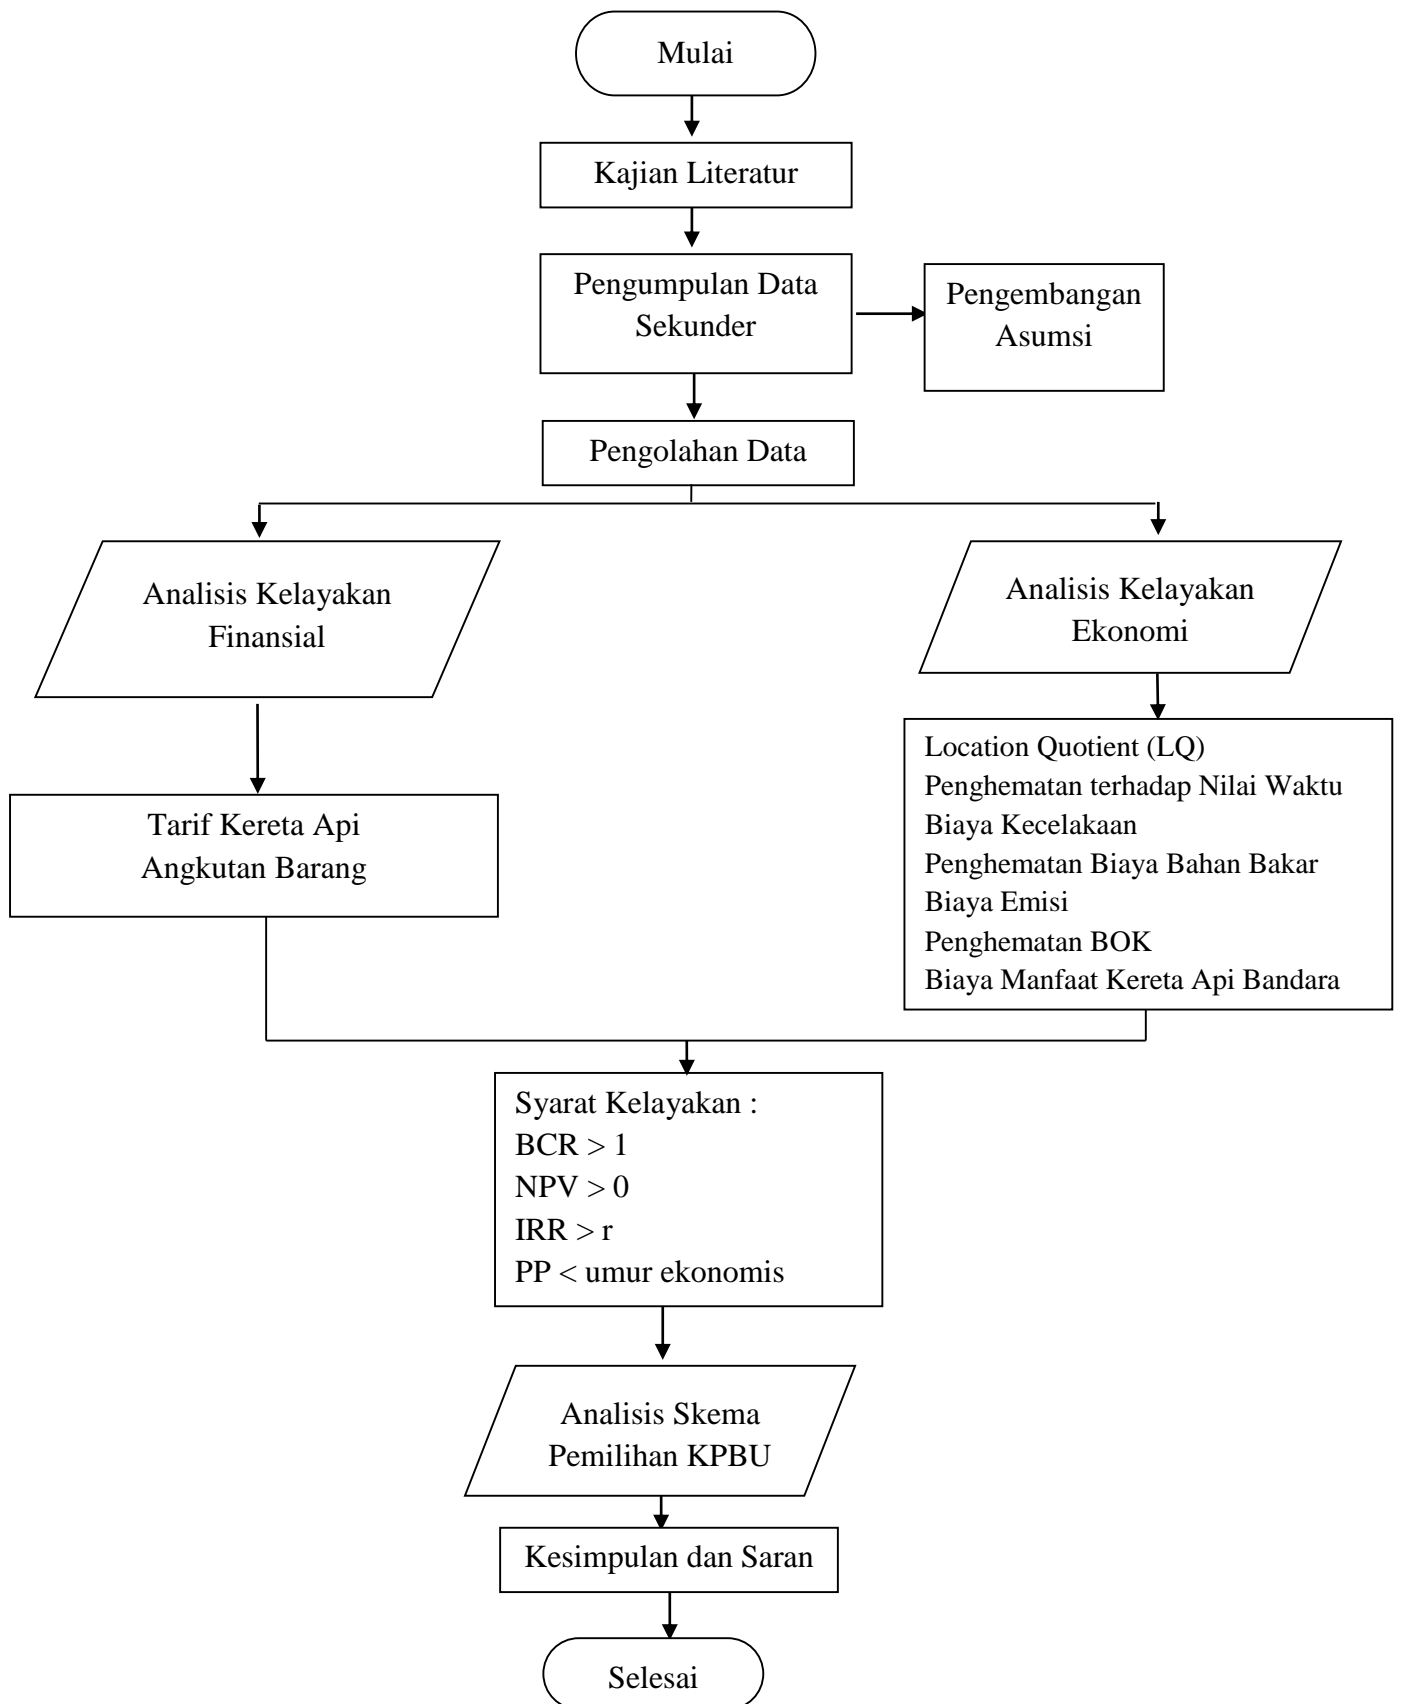 Mulai
Kajian Literatur
Pengumpulan Data
Sekunder
Pengembangan
Asumsi
Pengolahan Data
Analisis Kelayakan
Finansial
Analisis Kelayakan
Ekonomi
Tarif Kereta Api
Angkutan Barang
Location Quotient (LQ)
Penghematan terhadap Nilai Waktu
Biaya Kecelakaan
Penghematan Biaya Bahan Bakar
Biaya Emisi
Penghematan BOK
Biaya Manfaat Kereta Api Bandara
Syarat Kelayakan :
BCR > 1
NPV > 0
IRR > r
PP < umur ekonomis
Analisis Skema
Pemilihan KPBU
Kesimpulan dan Saran
Selesai